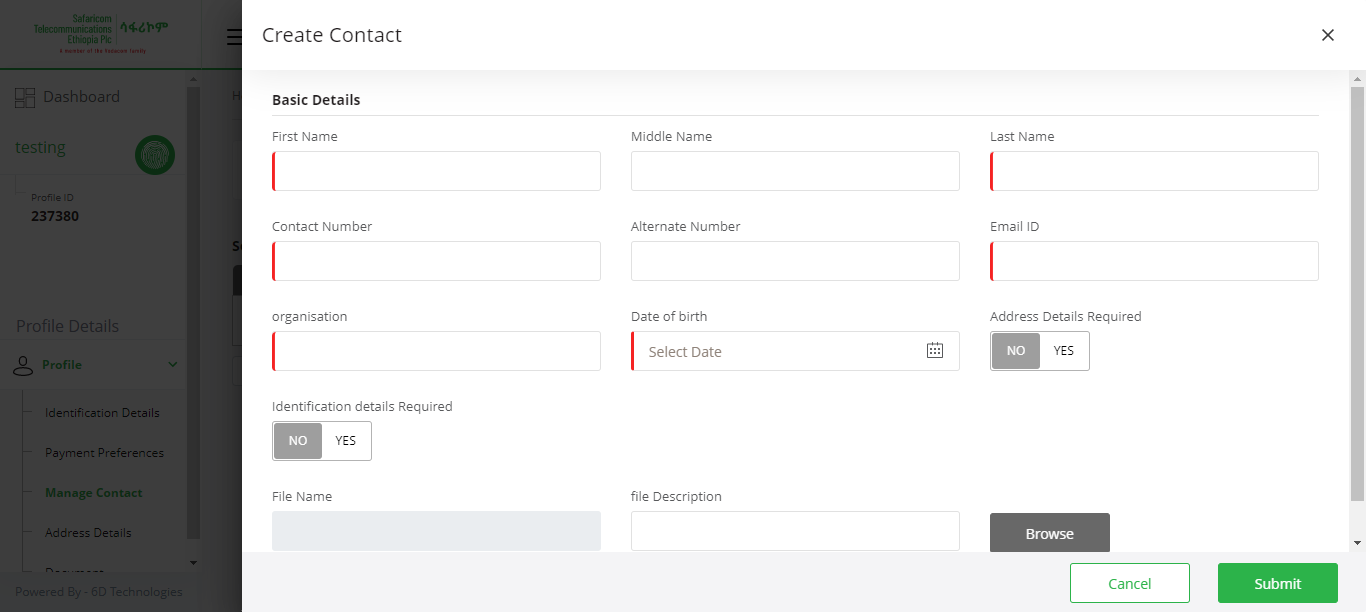 Safaricom
Telecommunications
Ethiopia Plc
ሳፋሪኮም
A member of the Vodacom family
Create Contact
Dashboard
testing
Profile ID
237380
Profile Details
Profile
Identification Details
Payment Preferences
Manage Contact
Address Details
Document
Powered By - 6D Technologies
Basic Details
First Name
Middle Name
Last Name
Contact Number
Alternate Number
Email ID
organisation
Date of birth
Address Details Required
Select Date
NO YES
Identification details Required
NO YES
File Name
file Description
Browse
Cancel
Submit